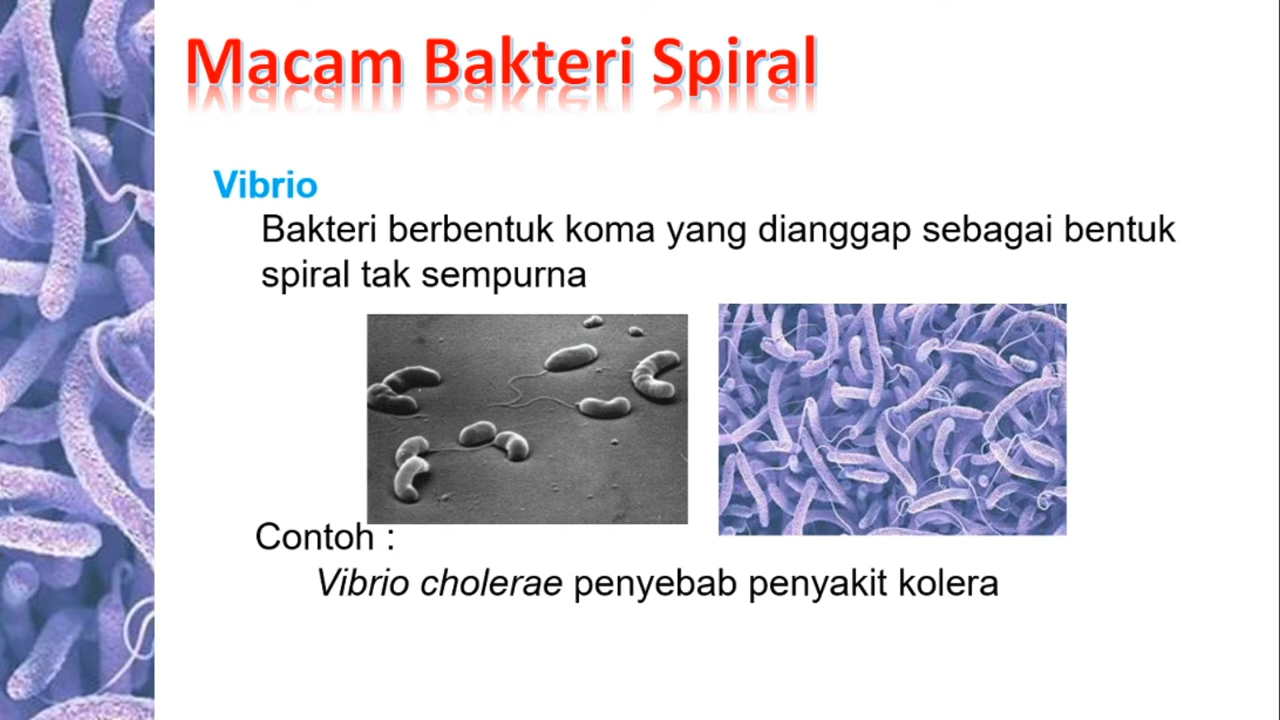 Macam Bakteri Spiral
Vibrio
Bakteri berbentuk koma yang dianggap sebagai bentuk
spiral tak sempurna
Contoh :
Vibrio cholerae penyebab penyakit kolera